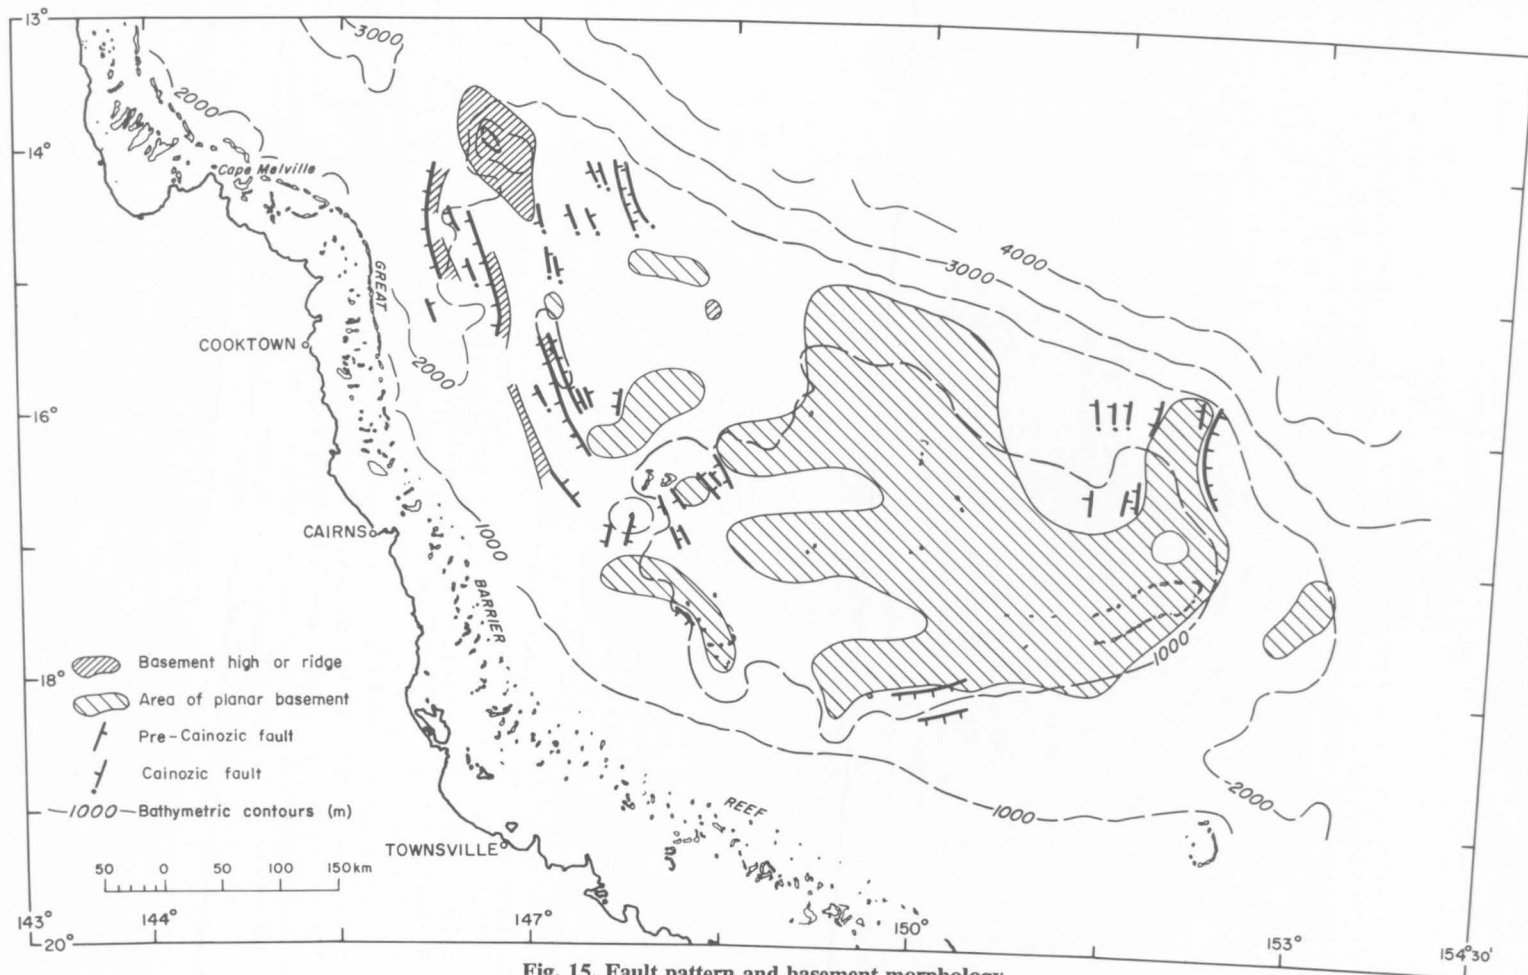 13°
3000
2000
14°
Cape Melville
GREAT
4000
3000
COOKTOWN
2000
16°
CAIRNS
1000
BARRIER
1000
Basement high or ridge
18°
Area of planar basement
Pre-Cainozic fault
Cainozic fault
2000
1000 Bathymetric contours (m)
REEF
1000
TOWNSVILLE
50 0 50 100 150 km
143° 144° 147° 150° 153° 154°30'
20°
Fig. 15. Fault pattern and basement morphology